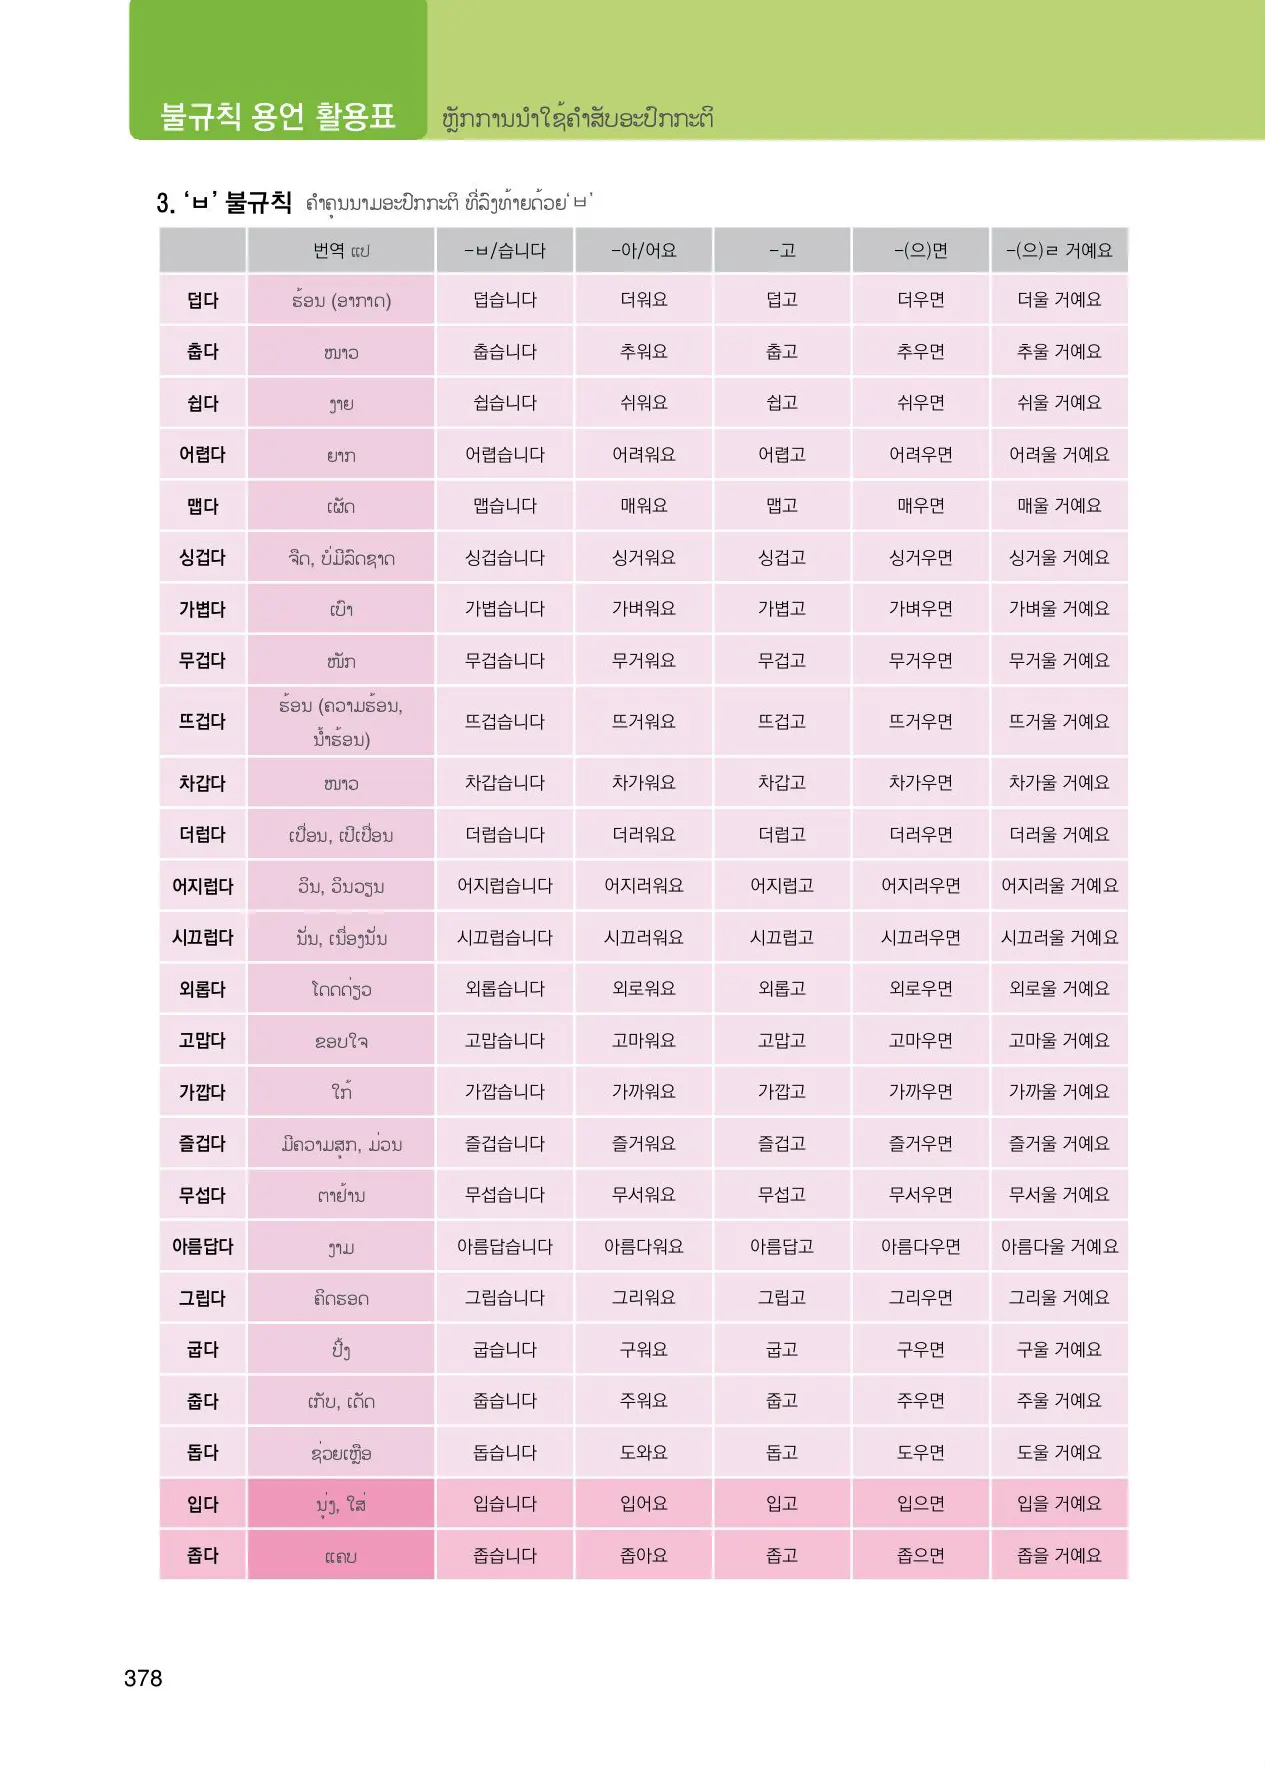 불규칙 용언 활용표 ຫຼັກການນຳໃຊ້ຄຳສັບອະປົກກະຕິ
3. ‘ㅂ’ 불규칙 ຄຳຄຸນນາມອະປົກກະຕິ ທີ່ລົງທ້າຍດ້ວຍ‘ㅂ’
번역 ແປ -ㅂ/습니다 -아/어요 -고 -(으)면 -(으)ㄹ 거예요
덥다 ຮ້ອນ (ອາກາດ) 덥습니다 더워요 덥고 더우면 더울 거예요
춥다 ໜາວ 춥습니다 추워요 춥고 추우면 추울 거예요
쉽다 ງາຍ 쉽습니다 쉬워요 쉽고 쉬우면 쉬울 거예요
어렵다 ຍາກ 어렵습니다 어려워요 어렵고 어려우면 어려울 거예요
맵다 ເຜັດ 맵습니다 매워요 맵고 매우면 매울 거예요
싱겁다 ຈືດ, ບໍ່ມີລົດຊາດ 싱겁습니다 싱거워요 싱겁고 싱거우면 싱거울 거예요
가볍다 ເບົາ 가볍습니다 가벼워요 가볍고 가벼우면 가벼울 거예요
무겁다 ໜັກ 무겁습니다 무거워요 무겁고 무거우면 무거울 거예요
뜨겁다 ຮ້ອນ (ຄວາມຮ້ອນ, ນ້ຳຮ້ອນ) 뜨겁습니다 뜨거워요 뜨겁고 뜨거우면 뜨거울 거예요
차갑다 ໜາວ 차갑습니다 차가워요 차갑고 차가우면 차가울 거예요
더럽다 ເປື່ອນ, ເປິເປື່ອນ 더럽습니다 더러워요 더럽고 더러우면 더러울 거예요
어지럽다 ວິນ, ວິນວຽນ 어지럽습니다 어지러워요 어지럽고 어지러우면 어지러울 거예요
시끄럽다 ນັ່ນ, ເນື່ອງນັ່ນ 시끄럽습니다 시끄러워요 시끄럽고 시끄러우면 시끄러울 거예요
외롭다 ໂດດດ່ຽວ 외롭습니다 외로워요 외롭고 외로우면 외로울 거예요
고맙다 ຂອບໃຈ 고맙습니다 고마워요 고맙고 고마우면 고마울 거예요
가깝다 ໃກ້ 가깝습니다 가까워요 가깝고 가까우면 가까울 거예요
즐겁다 ມີຄວາມສຸກ, ມ່ວນ 즐겁습니다 즐거워요 즐겁고 즐거우면 즐거울 거예요
무섭다 ຕາຢ້ານ 무섭습니다 무서워요 무섭고 무서우면 무서울 거예요
아름답다 ງາມ 아름답습니다 아름다워요 아름답고 아름다우면 아름다울 거예요
그립다 ຄິດຮອດ 그립습니다 그리워요 그립고 그리우면 그리울 거예요
굽다 ປີ້ງ 굽습니다 구워요 굽고 구우면 구울 거예요
줍다 ເກັບ, ເດັດ 줍습니다 주워요 줍고 주우면 주울 거예요
돕다 ຊ່ວຍເຫຼືອ 돕습니다 도와요 돕고 도우면 도울 거예요
입다 ນຸ່ງ, ໃສ່ 입습니다 입어요 입고 입으면 입을 거예요
좁다 ແຄບ 좁습니다 좁아요 좁고 좁으면 좁을 거예요
378